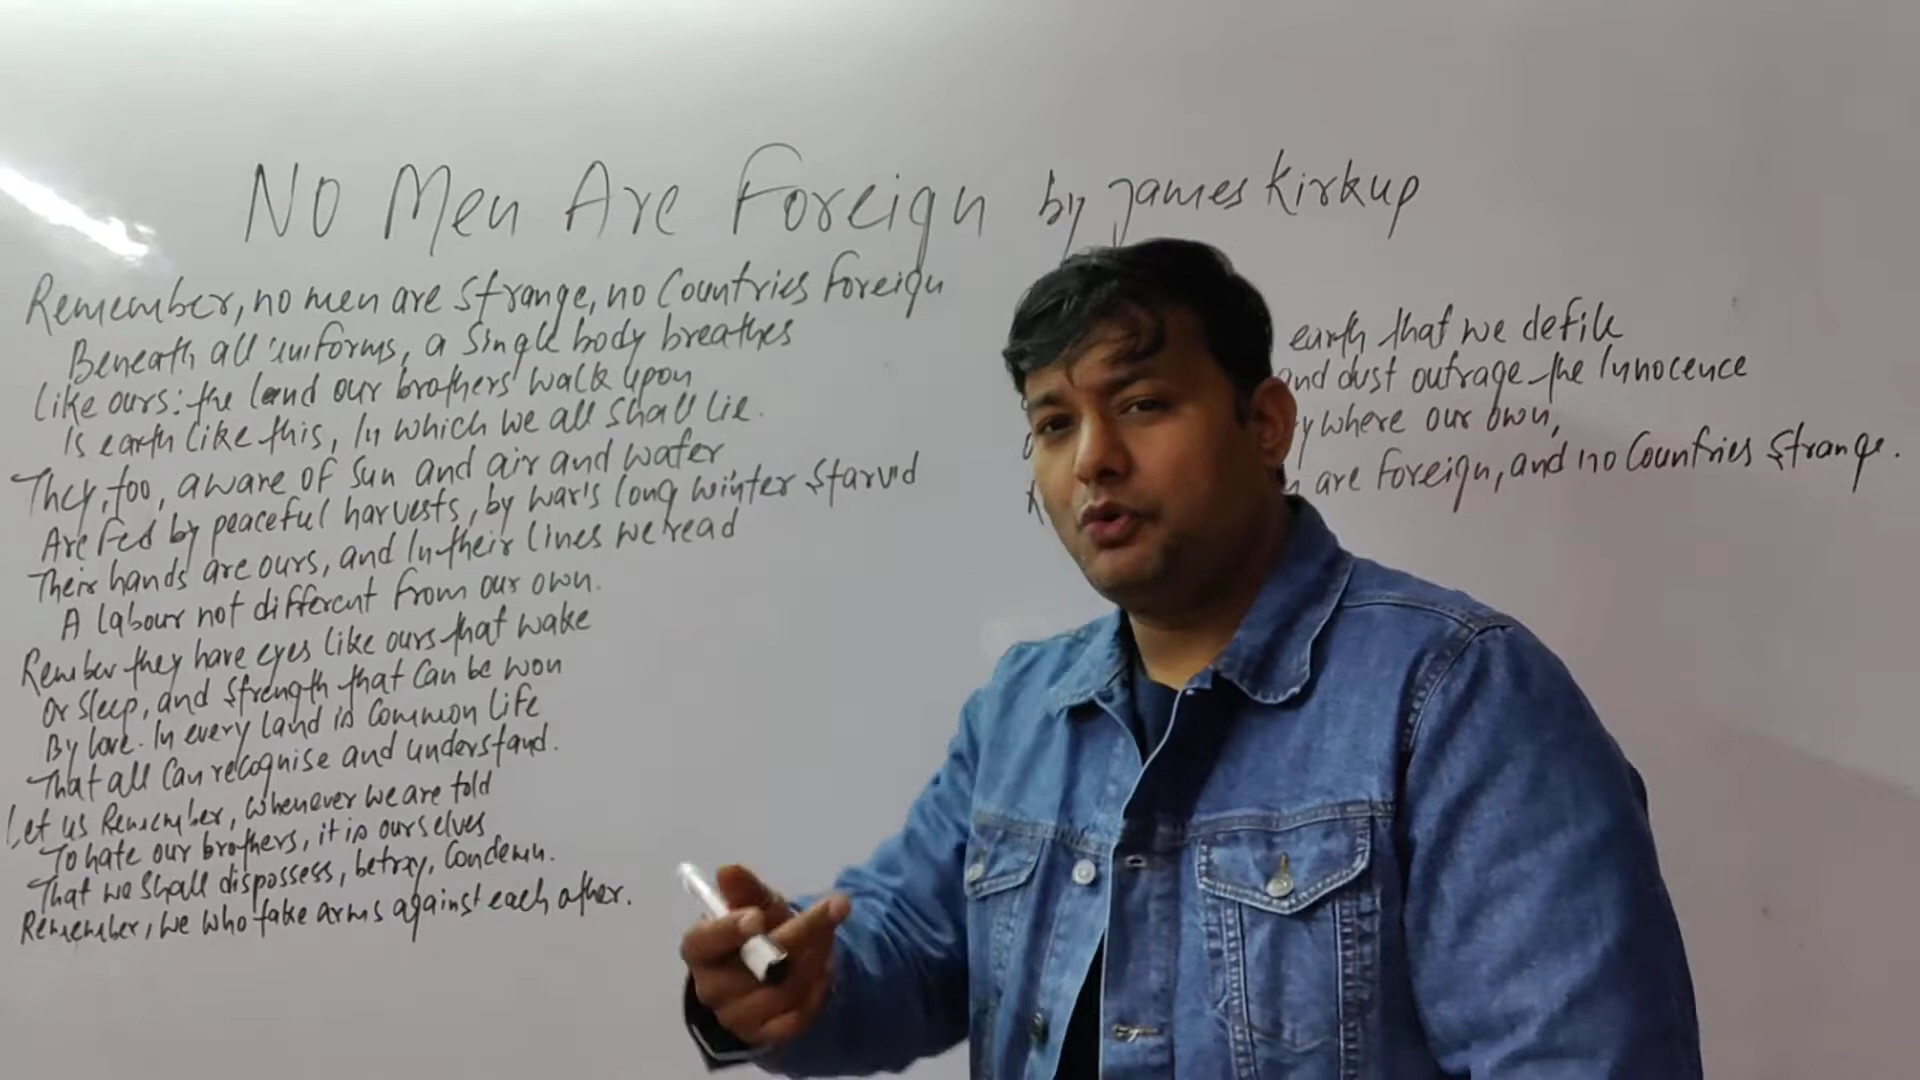 No Men Are Foreign by James Kirkup
Remember, no men are strange, no Countries Foreign
Beneath all uniforms, a Single body breathes
Like ours: the land our brothers' walk upon
Is earth like this, In which we all shall Lie.
They, too, aware of Sun and air and water
Are Fed by peaceful harvests, by war's long winter starv'd
Their hands are ours, and In their lines we read
A labour not different From our own.
Remember they have eyes like ours that wake
Or Sleep, and Strength that Can be won
By love. In every land is Common Life
That all Can recognise and understand.
Let us Remember, whenever we are told
To hate our brothers, it is ourselves
That we Shall dispossess, betray, Condemn.
Remember, we who take arms against each other.
earth that we defile
and dust outrage the Innocence
where our own,
are Foreign, and no Countries Strange.